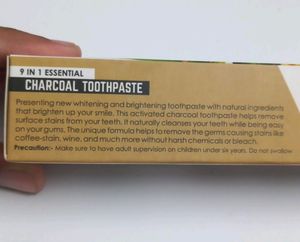 9 IN 1 ESSENTIAL
CHARCOAL TOOTHPASTE
Presenting new whitening and brightening toothpaste with natural ingredients
that brighten up your smile. This activated charcoal toothpaste helps remove
surface stains from your teeth. It naturally cleanses your teeth while being easy
on your gums. The unique formula helps to remove the germs causing stains like
coffee-stain, wine, and much more without harsh chemicals or bleach.
Precaution:- Make sure to have adult supervision on children under six years. Do not swallow